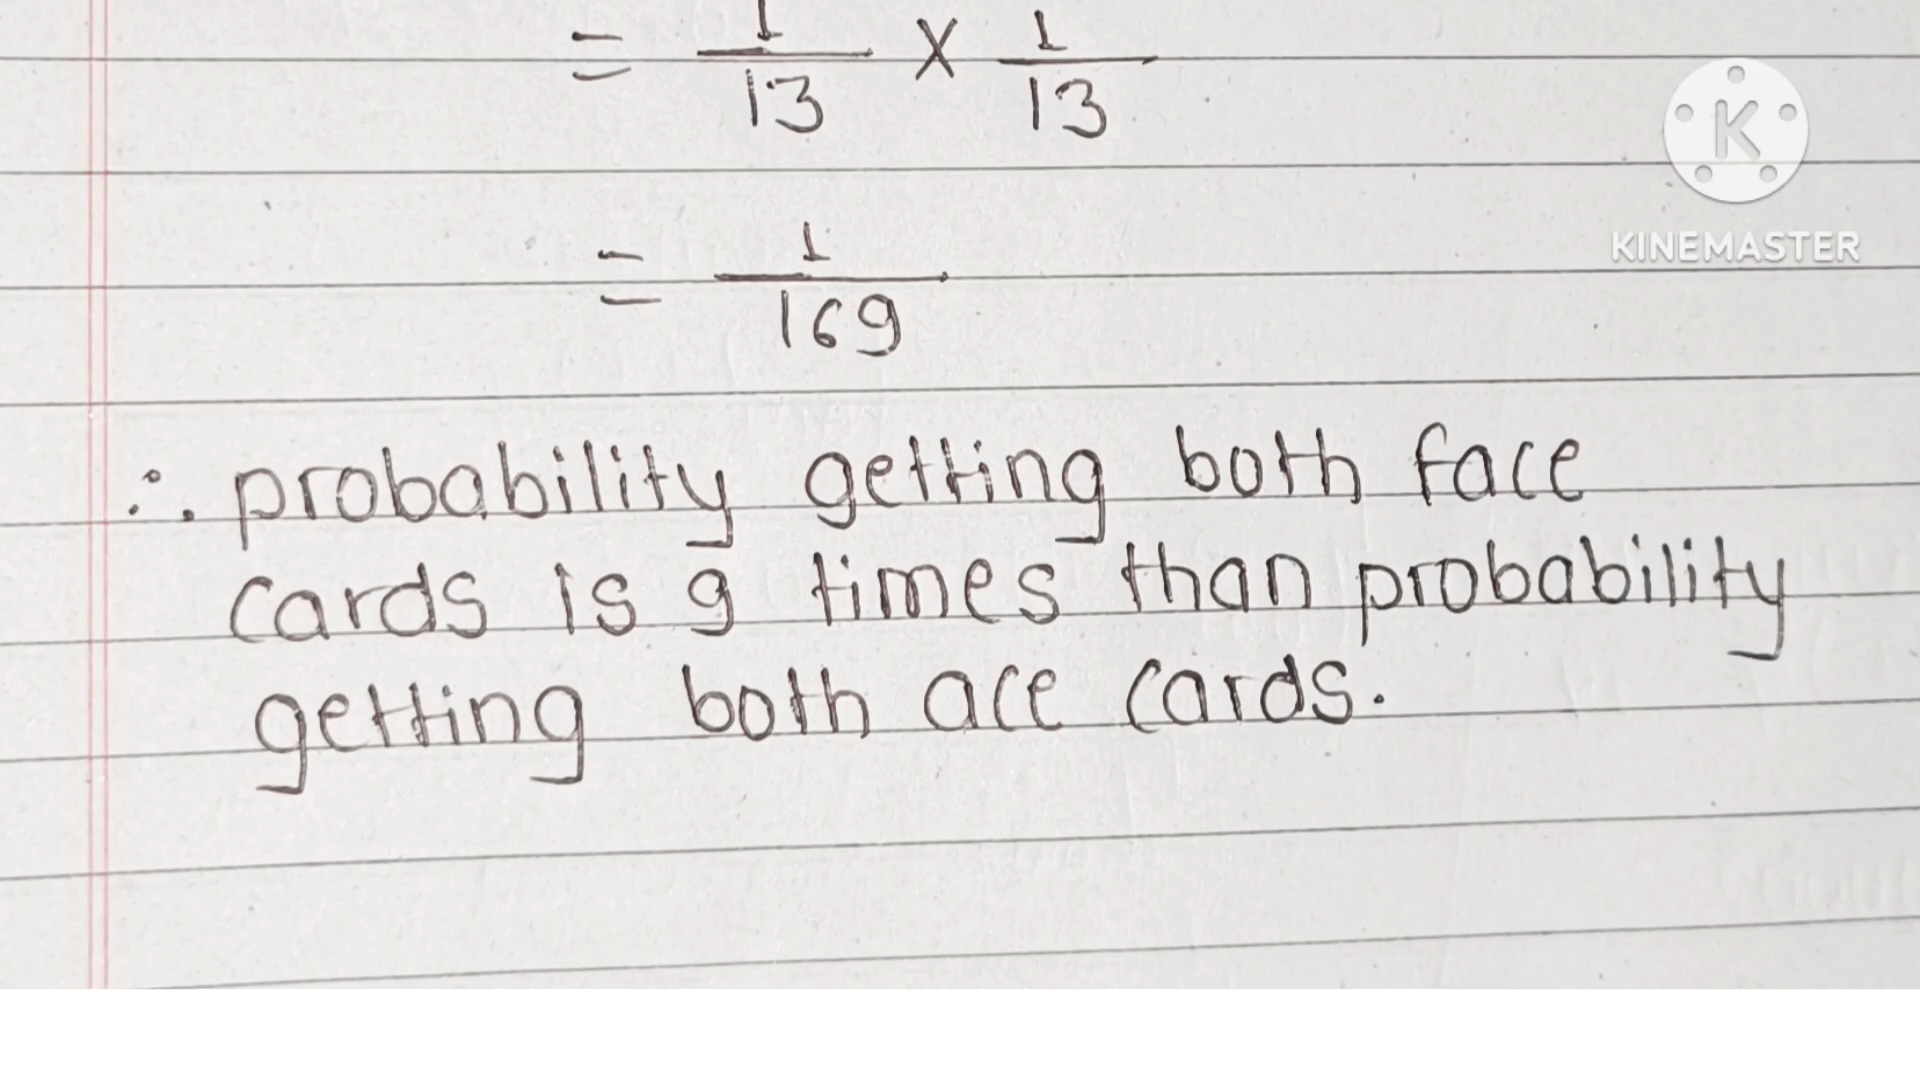 = 1/13 X 1/13
K
KINEMASTER
= 1/169
∴ probability getting both face
cards is 9 times than probability
getting both ace cards.